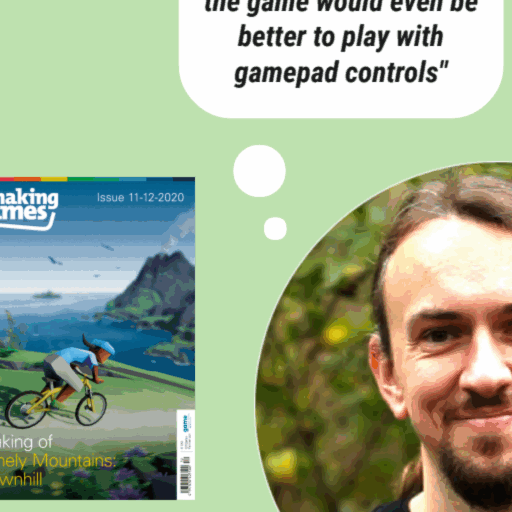 the game would even be
better to play with
gamepad controls"
making
games
Issue 11-12-2020
king of
nely Mountains:
wnhill